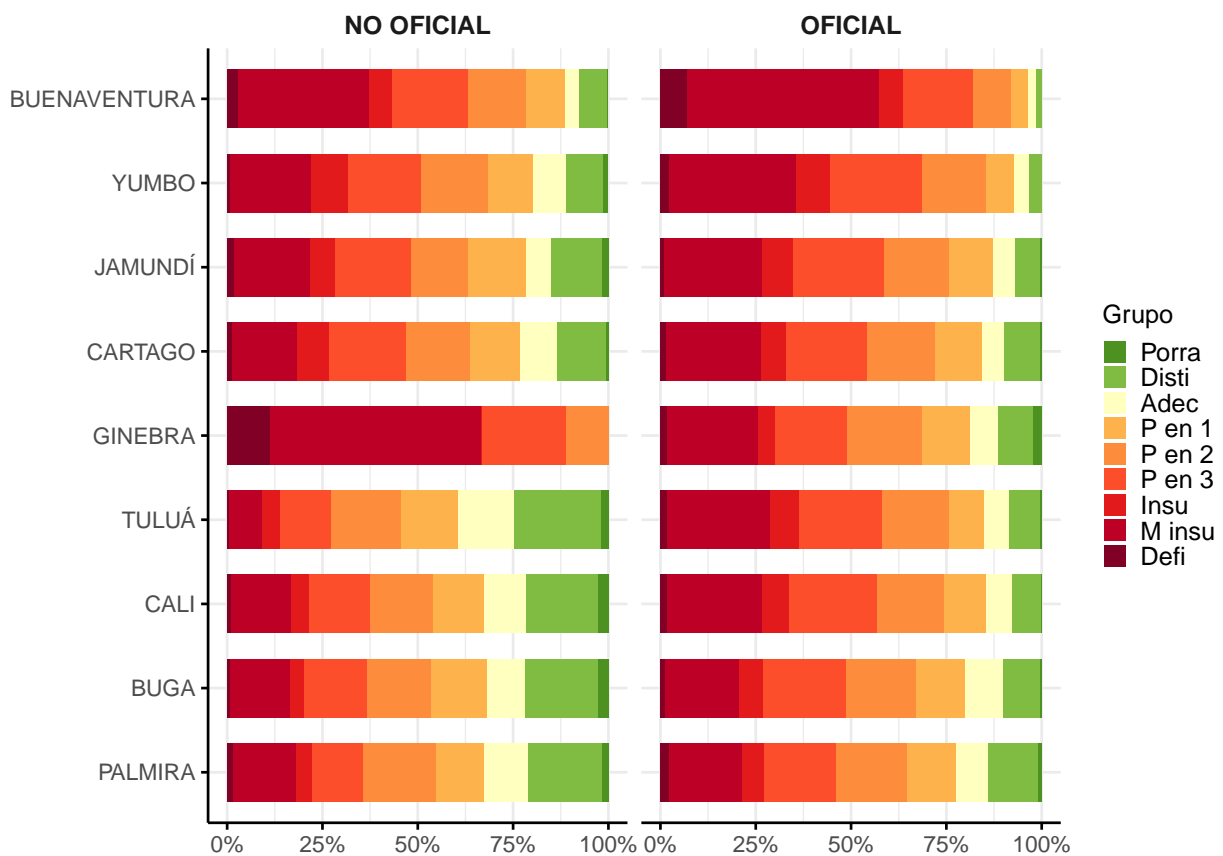 NO OFICIAL
OFICIAL
BUENAVENTURA
YUMBO
JAMUNDÍ
CARTAGO
GINEBRA
TULUÁ
CALI
BUGA
PALMIRA
0%
25%
50%
75%
100%
0%
25%
50%
75%
100%
Grupo
Porra
Disti
Adec
P en 1
P en 2
P en 3
Insu
M insu
Defi